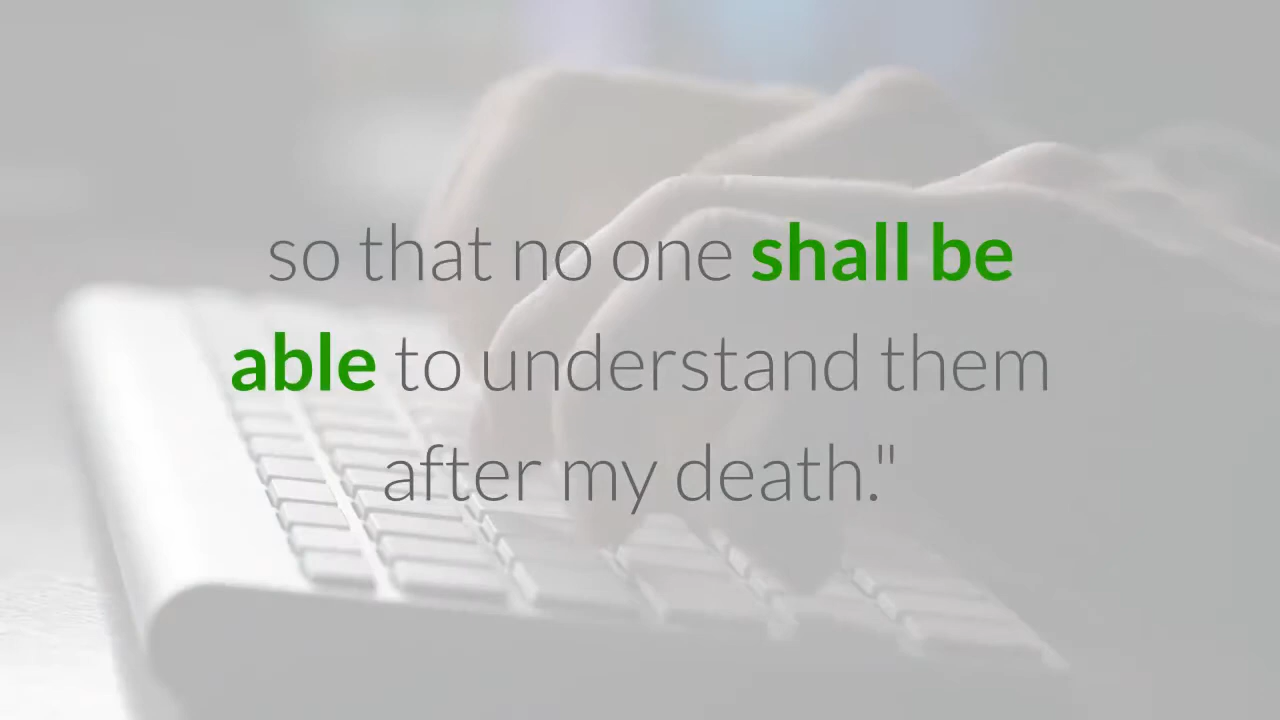 so that no one shall be
able to understand them
after my death."